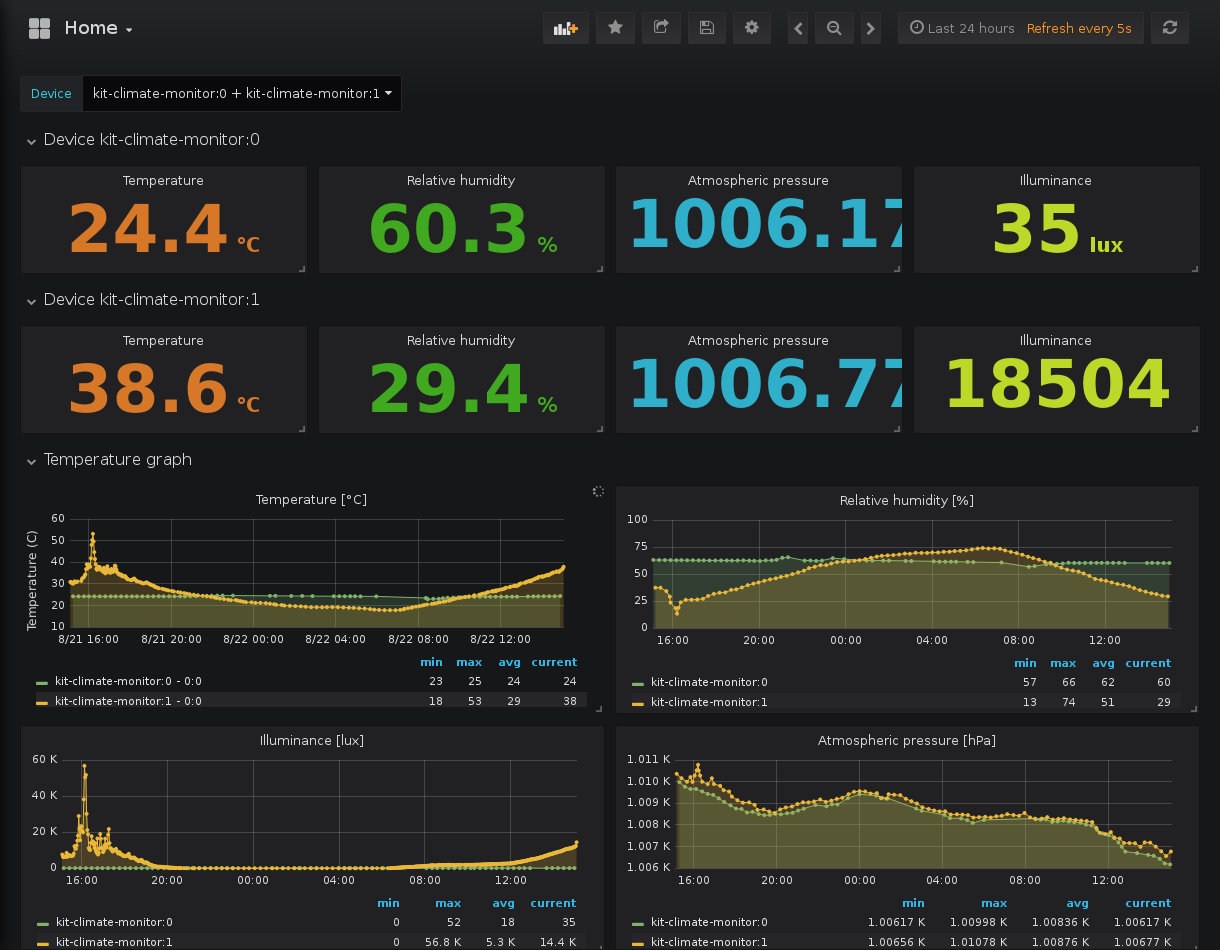 Home
Last 24 hours Refresh every 5s
Device kit-climate-monitor:0 + kit-climate-monitor:1
Device kit-climate-monitor:0
Temperature Relative humidity Atmospheric pressure Illuminance
24.4 °C 60.3 % 1006.17 35 lux
Device kit-climate-monitor:1
Temperature Relative humidity Atmospheric pressure Illuminance
38.6 °C 29.4 % 1006.77 18504
Temperature graph
Temperature [°C]
Temperature (C)
60
50
40
30
20
10
8/21 16:00 8/21 20:00 8/22 00:00 8/22 04:00 8/22 08:00 8/22 12:00
min max avg current
kit-climate-monitor:0 - 0:0 23 25 24 24
kit-climate-monitor:1 - 0:0 18 53 29 38
Relative humidity [%]
100
75
50
25
0
16:00 20:00 00:00 04:00 08:00 12:00
min max avg current
kit-climate-monitor:0 57 66 62 60
kit-climate-monitor:1 13 74 51 29
Illuminance [lux]
60 K
40 K
20 K
0
16:00 20:00 00:00 04:00 08:00 12:00
min max avg current
kit-climate-monitor:0 0 52 18 35
kit-climate-monitor:1 0 56.8 K 5.3 K 14.4 K
Atmospheric pressure [hPa]
1.011 K
1.010 K
1.009 K
1.008 K
1.007 K
1.006 K
16:00 20:00 00:00 04:00 08:00 12:00
min max avg current
kit-climate-monitor:0 1.00617 K 1.00998 K 1.00836 K 1.00617 K
kit-climate-monitor:1 1.00656 K 1.01078 K 1.00876 K 1.00677 K